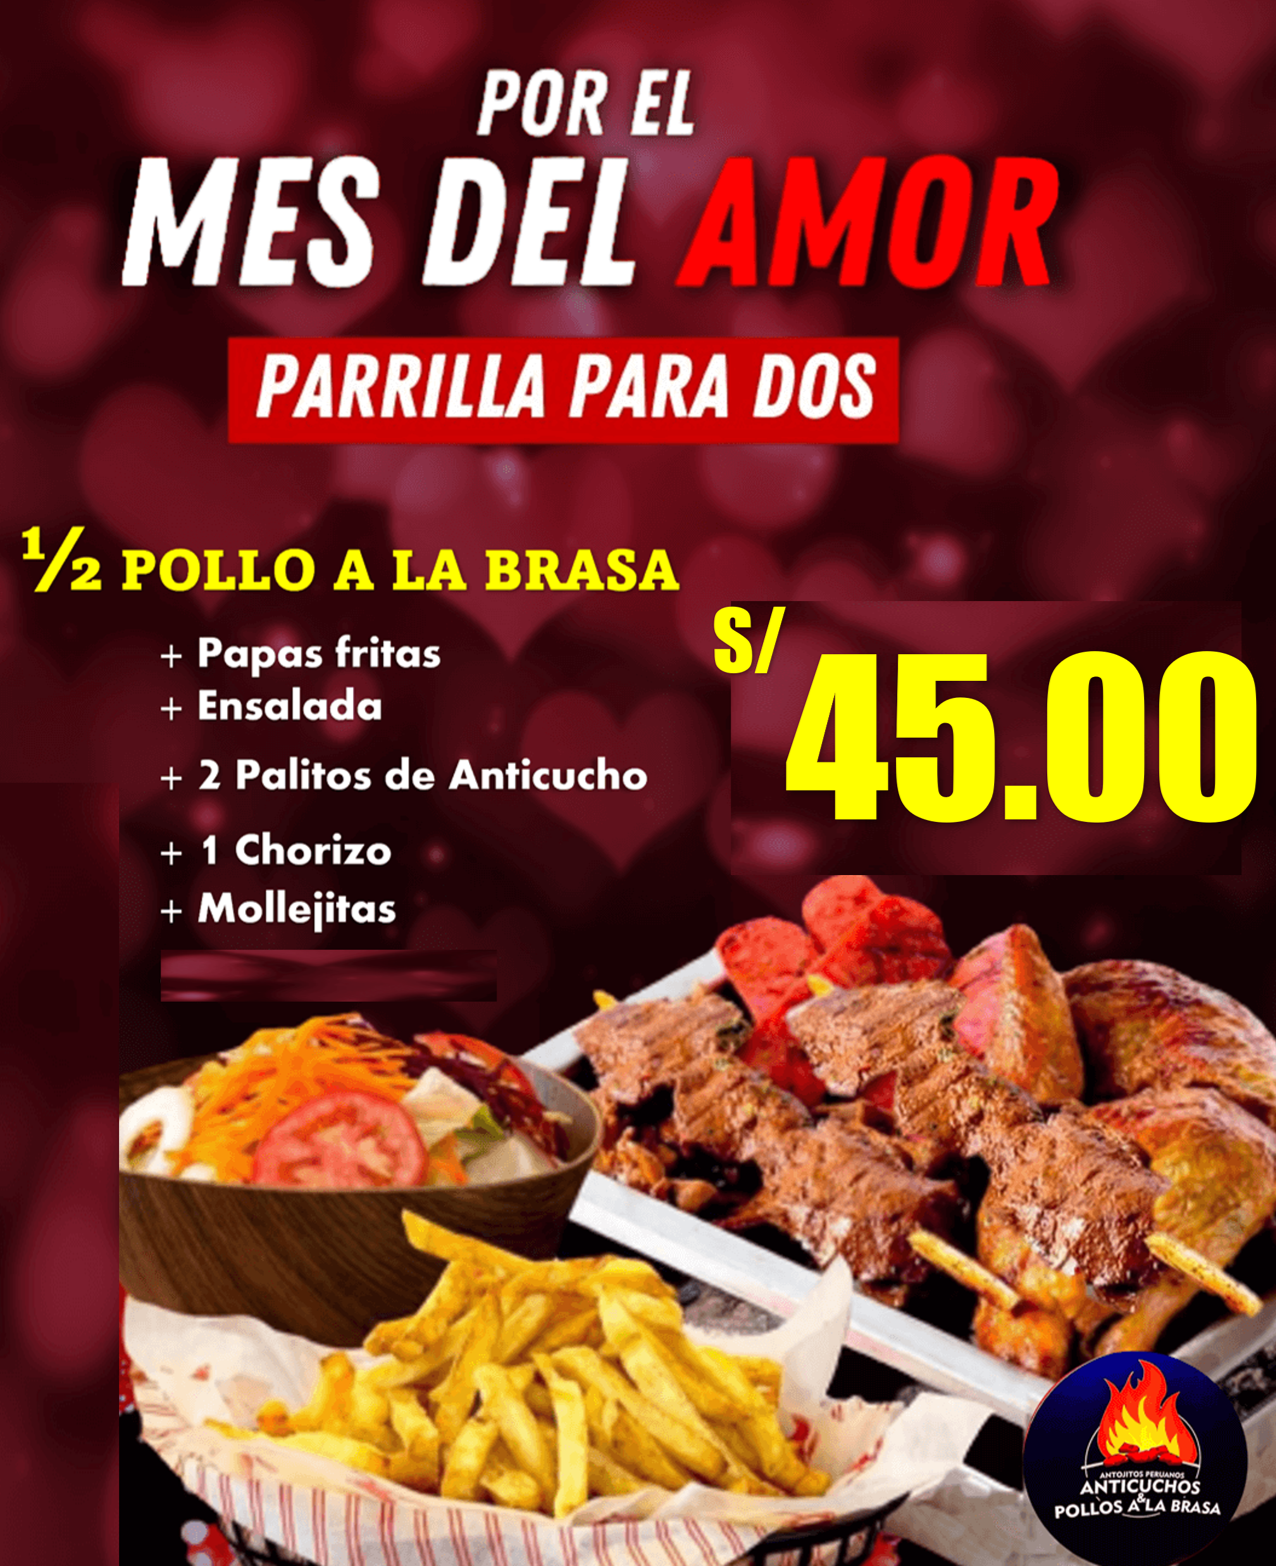 POR EL
MES DEL AMOR
PARRILLA PARA DOS
½ POLLO A LA BRASA
+ Papas fritas
+ Ensalada
+ 2 Palitos de Anticucho
+ 1 Chorizo
+ Mollejitas
S/ 45.00
ANTOJITOS PERUANOS
ANTICUCHOS
&
POLLOS A LA BRASA